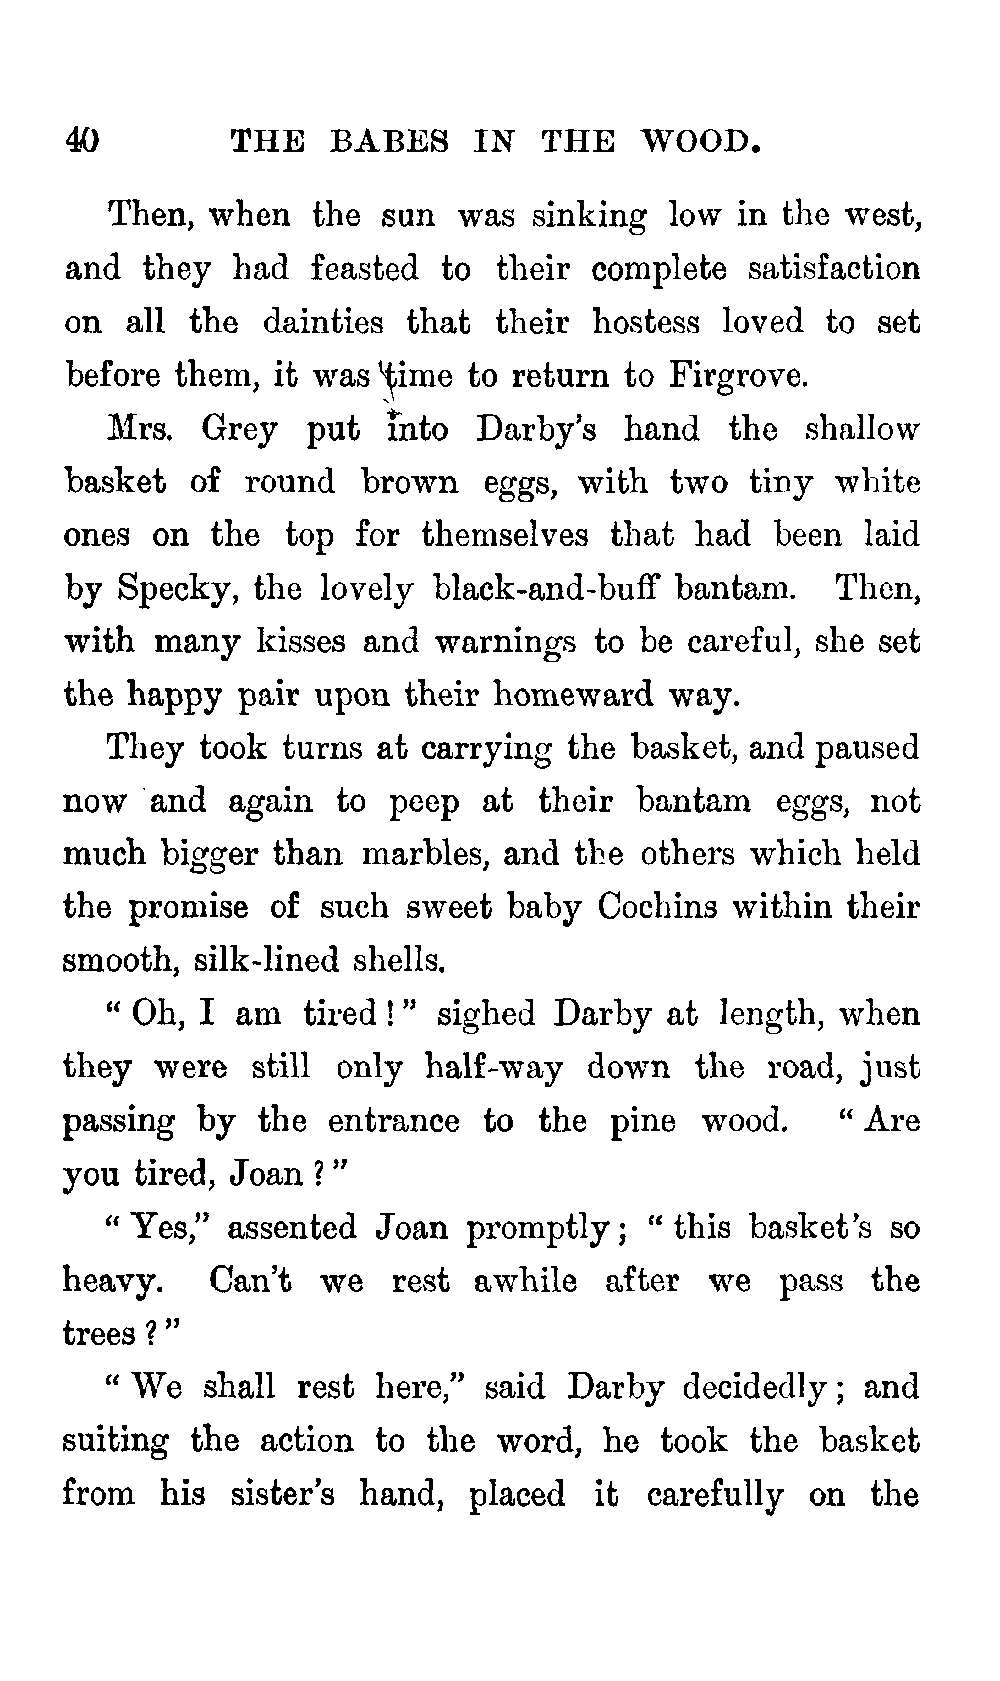 40 THE BABES IN THE WOOD.
Then, when the sun was sinking low in the west,
and they had feasted to their complete satisfaction
on all the dainties that their hostess loved to set
before them, it was time to return to Firgrove.
Mrs. Grey put into Darby's hand the shallow
basket of round brown eggs, with two tiny white
ones on the top for themselves that had been laid
by Specky, the lovely black-and-buff bantam. Then,
with many kisses and warnings to be careful, she set
the happy pair upon their homeward way.
They took turns at carrying the basket, and paused
now and again to peep at their bantam eggs, not
much bigger than marbles, and the others which held
the promise of such sweet baby Cochins within their
smooth, silk-lined shells.
“ Oh, I am tired ! ” sighed Darby at length, when
they were still only half-way down the road, just
passing by the entrance to the pine wood. “ Are
you tired, Joan ? ”
“ Yes,” assented Joan promptly ; “ this basket's so
heavy. Can't we rest awhile after we pass the
trees ? ”
“ We shall rest here,” said Darby decidedly ; and
suiting the action to the word, he took the basket
from his sister's hand, placed it carefully on the